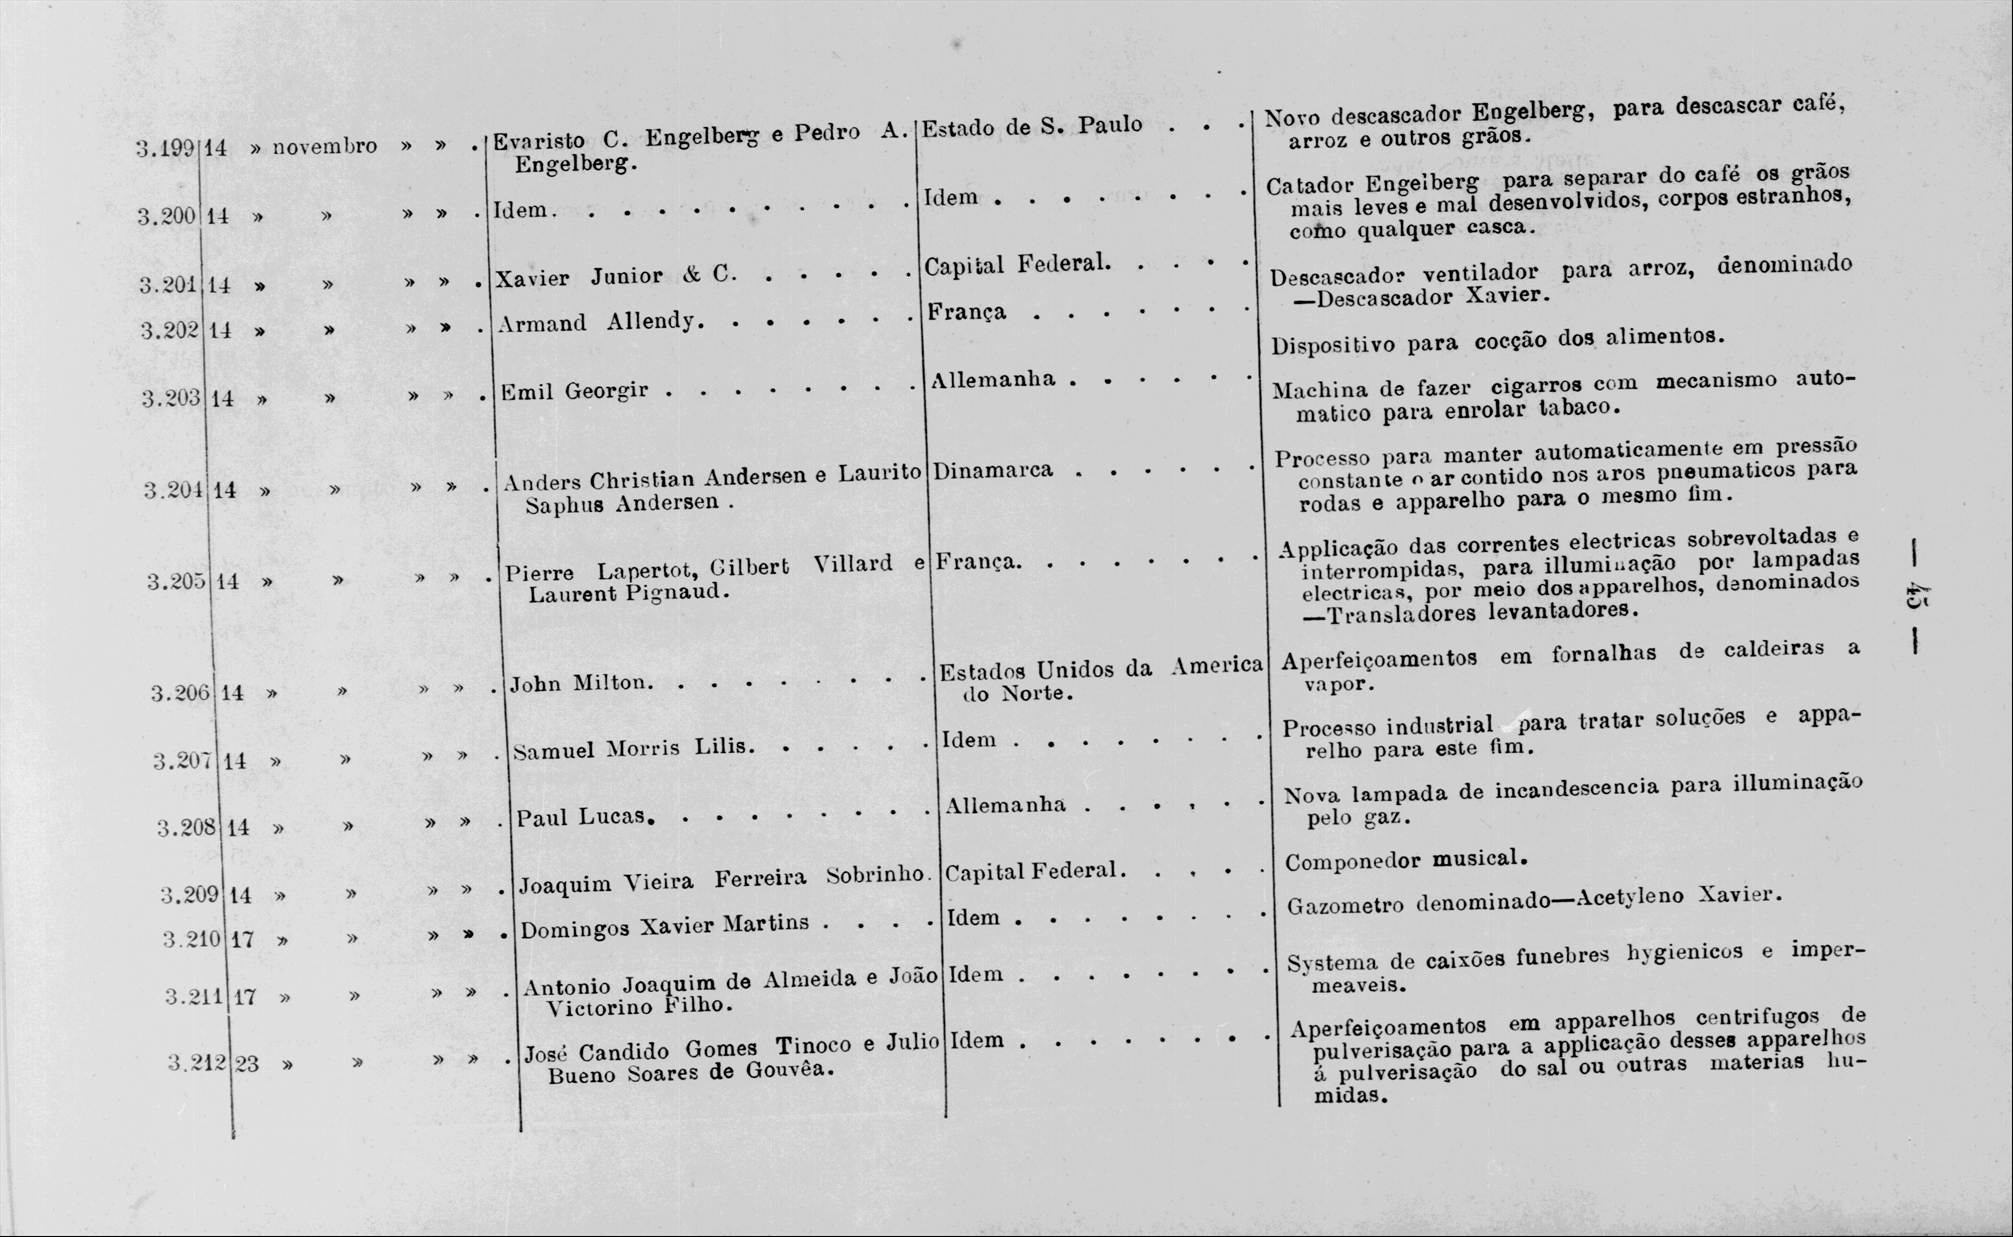 3.199 14 » novembro » » . Evaristo C. Engelberg e Pedro A. Estado de S. Paulo . . . Novo descascador Engelberg, para descascar café,
Engelberg. arroz e outros grãos.
3.200 14 » » » » . Idem. . . . . . . . . . . Idem . . . . . . . . Catador Engelberg para separar do café os grãos
mais leves e mal desenvolvidos, corpos estranhos,
como qualquer casca.
3.201 14 » » » » . Xavier Junior & C. . . . . . Capital Federal. . . . . Descascador ventilador para arroz, denominado
—Descascador Xavier.
3.202 14 » » » » . Armand Allendy. . . . . . . França . . . . . . . Dispositivo para cocção dos alimentos.
3.203 14 » » » » . Emil Georgir . . . . . . . . Allemanha . . . . . . Machina de fazer cigarros com mecanismo auto-
matico para enrolar tabaco.
3.204 14 » » » » . Anders Christian Andersen e Laurito Dinamarca . . . . . . Processo para manter automaticamente em pressão
Saphus Andersen . constante o ar contido nos aros pneumaticos para
rodas e apparelho para o mesmo fim.
3.205 14 » » » » . Pierre Lapertot, Gilbert Villard e França. . . . . . . . Applicação das correntes electricas sobrevoltadas e
Laurent Pignaud. interrompidas, para illuminação por lampadas
electricas, por meio dos apparelhos, denominados
—Transladores levantadores.
— 45 —
3.206 14 » » » » . John Milton. . . . . . . . . Estados Unidos da America Aperfeiçoamentos em fornalhas de caldeiras a
do Norte. vapor.
3.207 14 » » » » . Samuel Morris Lilis. . . . . . Idem . . . . . . . . Processo industrial para tratar soluções e appa-
relho para este fim.
3.208 14 » » » » . Paul Lucas. . . . . . . . . Allemanha . . . . . . Nova lampada de incandescencia para illuminação
pelo gaz.
3.209 14 » » » » . Joaquim Vieira Ferreira Sobrinho. Capital Federal. . . . . Componedor musical.
3.210 17 » » » » . Domingos Xavier Martins . . . . Idem . . . . . . . . Gazometro denominado—Acetyleno Xavier.
3.211 17 » » » » . Antonio Joaquim de Almeida e João Idem . . . . . . . . Systema de caixões funebres hygienicos e imper-
Victorino Filho. meaveis.
3.212 23 » » » » . José Candido Gomes Tinoco e Julio Idem . . . . . . . . Aperfeiçoamentos em apparelhos centrifugos de
Bueno Soares de Gouvêa. pulverisação para a applicação desses apparelhos
á pulverisação do sal ou outras materias hu-
midas.